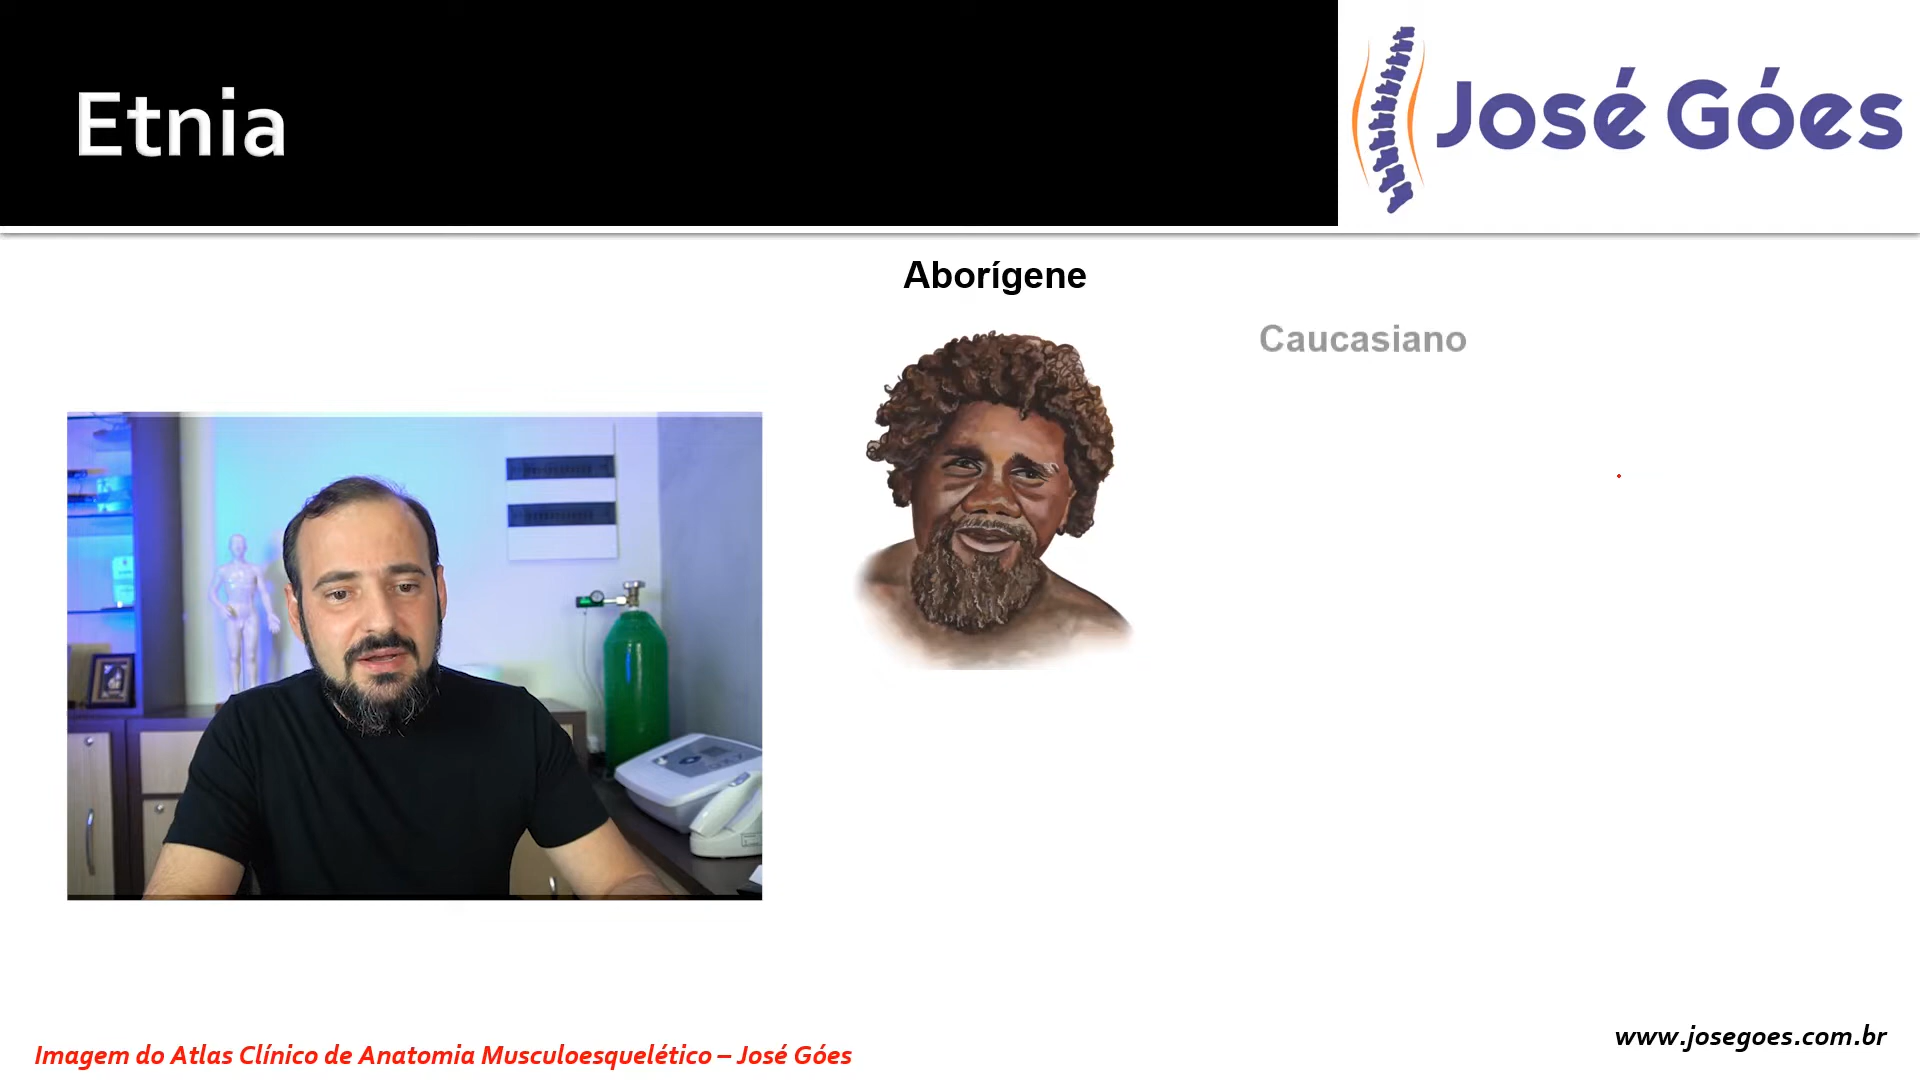 Etnia
José Góes
Aborígene
Caucasiano
Imagem do Atlas Clínico de Anatomia Musculoesquelético – José Góes
www.josegoes.com.br